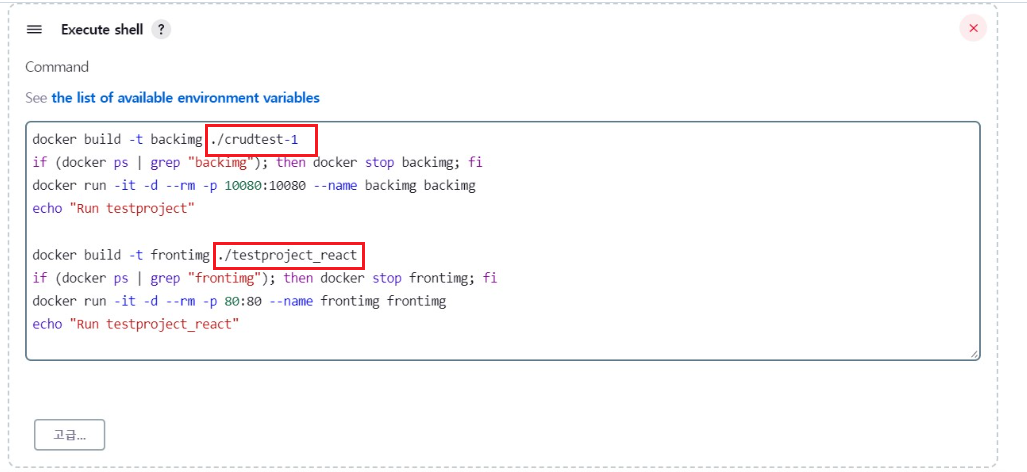 Execute shell ?
Command
See the list of available environment variables
docker build -t backimg ./crudtest-1
if (docker ps | grep "backimg"); then docker stop backimg; fi
docker run -it -d --rm -p 10080:10080 --name backimg backimg
echo "Run testproject"
docker build -t frontimg ./testproject_react
if (docker ps | grep "frontimg"); then docker stop frontimg; fi
docker run -it -d --rm -p 80:80 --name frontimg frontimg
echo "Run testproject_react"
고급...